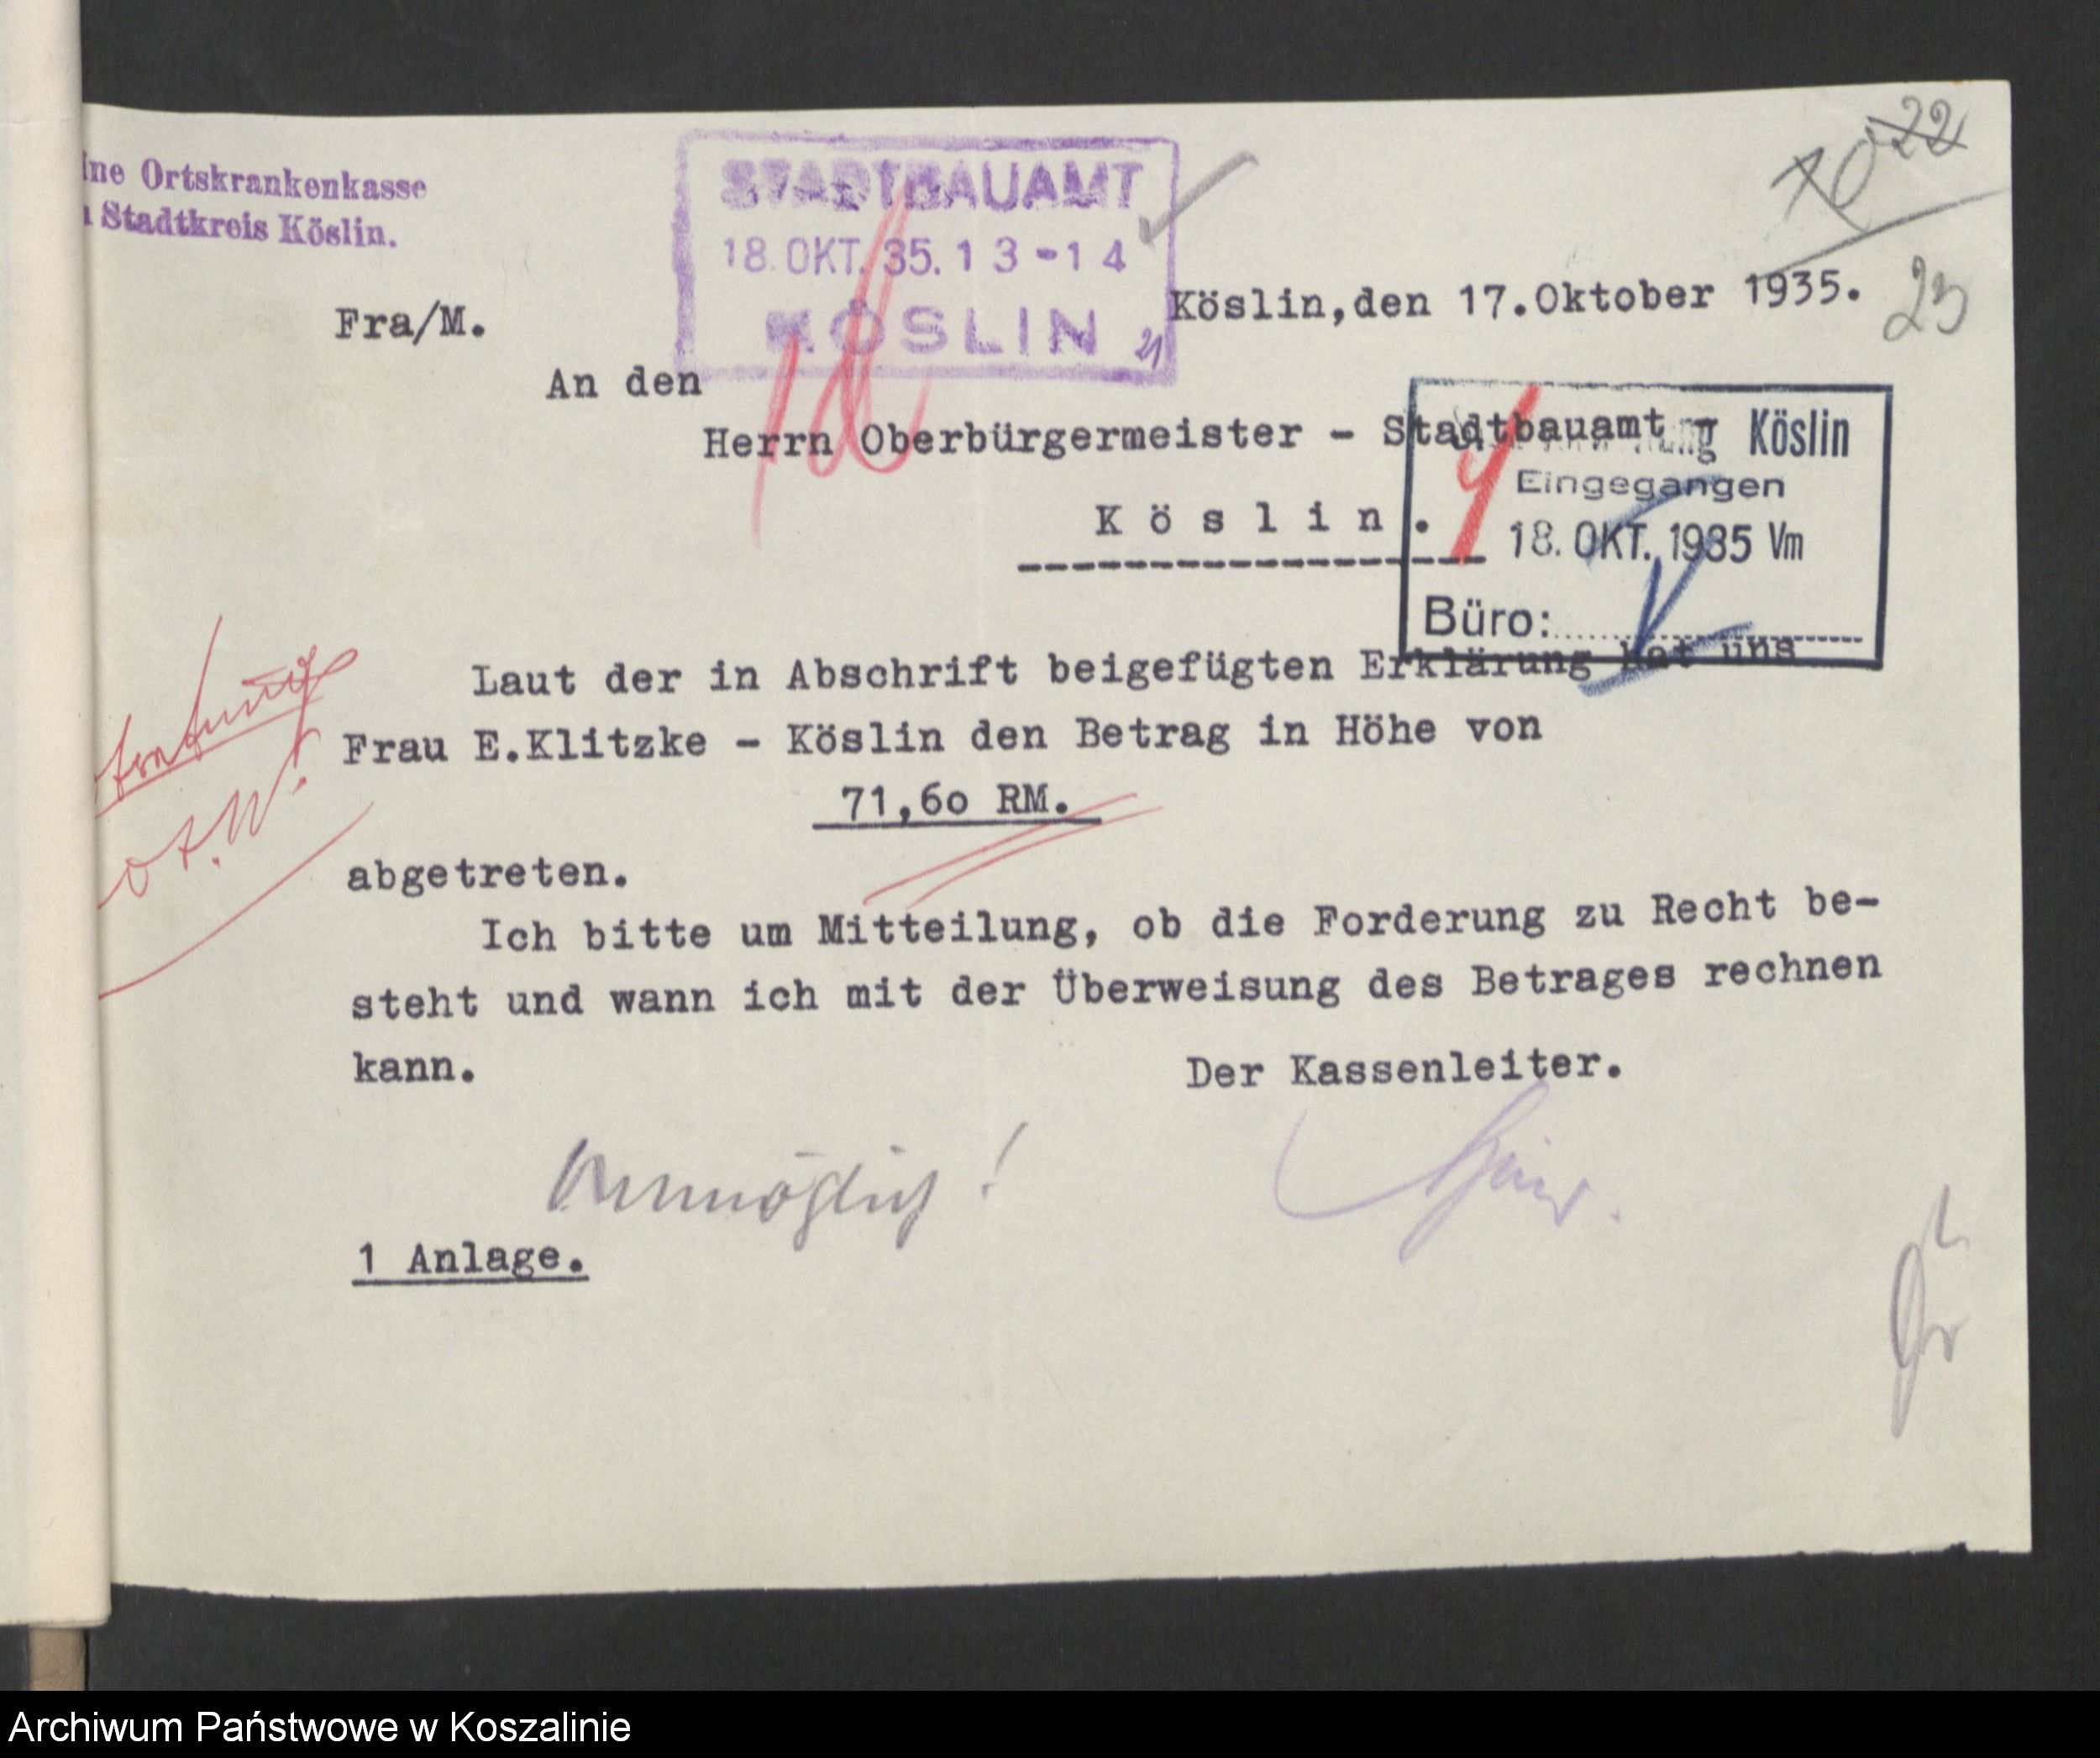 ine Ortskrankenkasse
Stadtkreis Köslin.
STADTBAUAMT
18. OKT. 35. 13-14
KÖSLIN
22
70
23
Köslin,den 17.Oktober 1935.
Fra/M.
An den
Herrn Oberbürgermeister - Stadtbauamt -
Köslin
K ö s l i n .
Eingegangen
18. OKT. 1935 Vm
Büro:
Laut der in Abschrift beigefügten Erklärung hat uns
Frau E.Klitzke - Köslin den Betrag in Höhe von
71,6o RM.
abgetreten.
Ich bitte um Mitteilung, ob die Forderung zu Recht be-
steht und wann ich mit der Überweisung des Betrages rechnen
kann.
Der Kassenleiter.
Unmöglich!
1 Anlage.
Archiwum Państwowe w Koszalinie